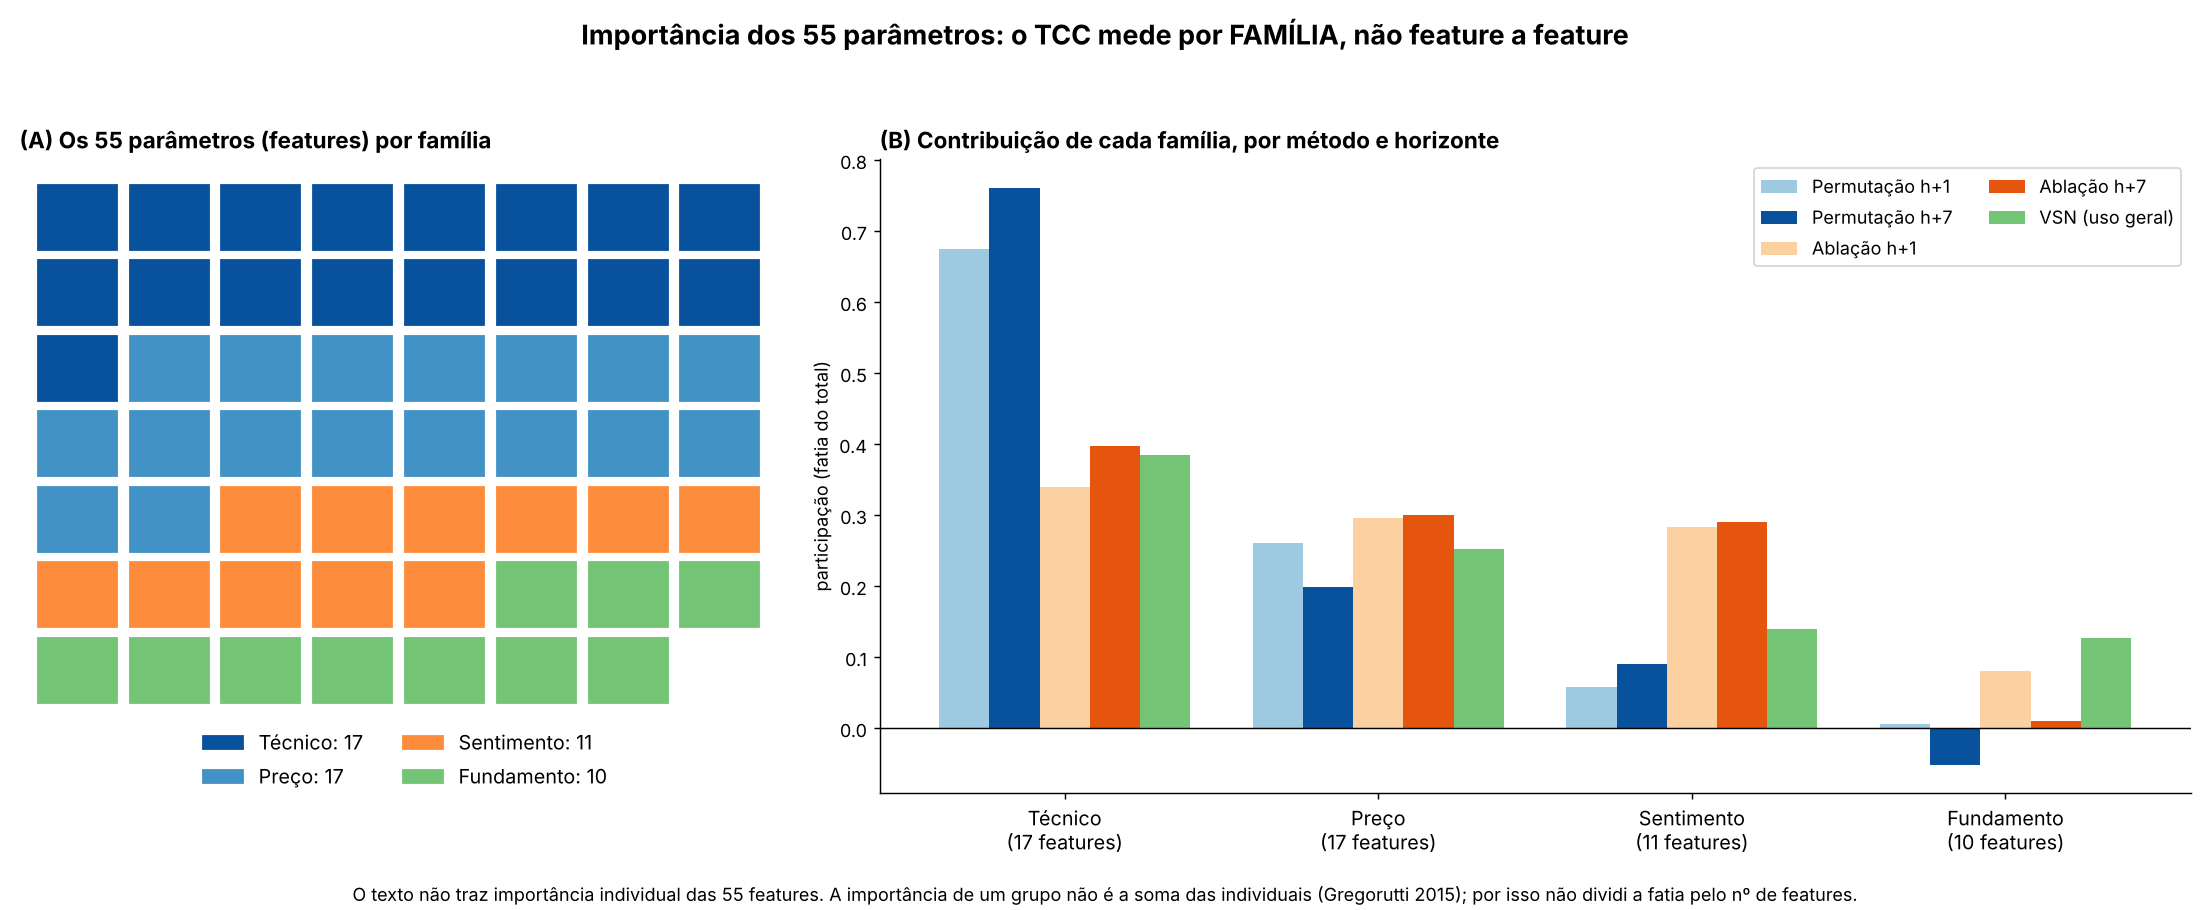 Importância dos 55 parâmetros: o TCC mede por FAMÍLIA, não feature a feature
(A) Os 55 parâmetros (features) por família
Técnico: 17
Preço: 17
Sentimento: 11
Fundamento: 10
(B) Contribuição de cada família, por método e horizonte
participação (fatia do total)
0.8
0.7
0.6
0.5
0.4
0.3
0.2
0.1
0.0
Permutação h+1
Permutação h+7
Ablação h+1
Ablação h+7
VSN (uso geral)
Técnico
(17 features)
Preço
(17 features)
Sentimento
(11 features)
Fundamento
(10 features)
O texto não traz importância individual das 55 features. A importância de um grupo não é a soma das individuais (Gregorutti 2015); por isso não dividi a fatia pelo nº de features.